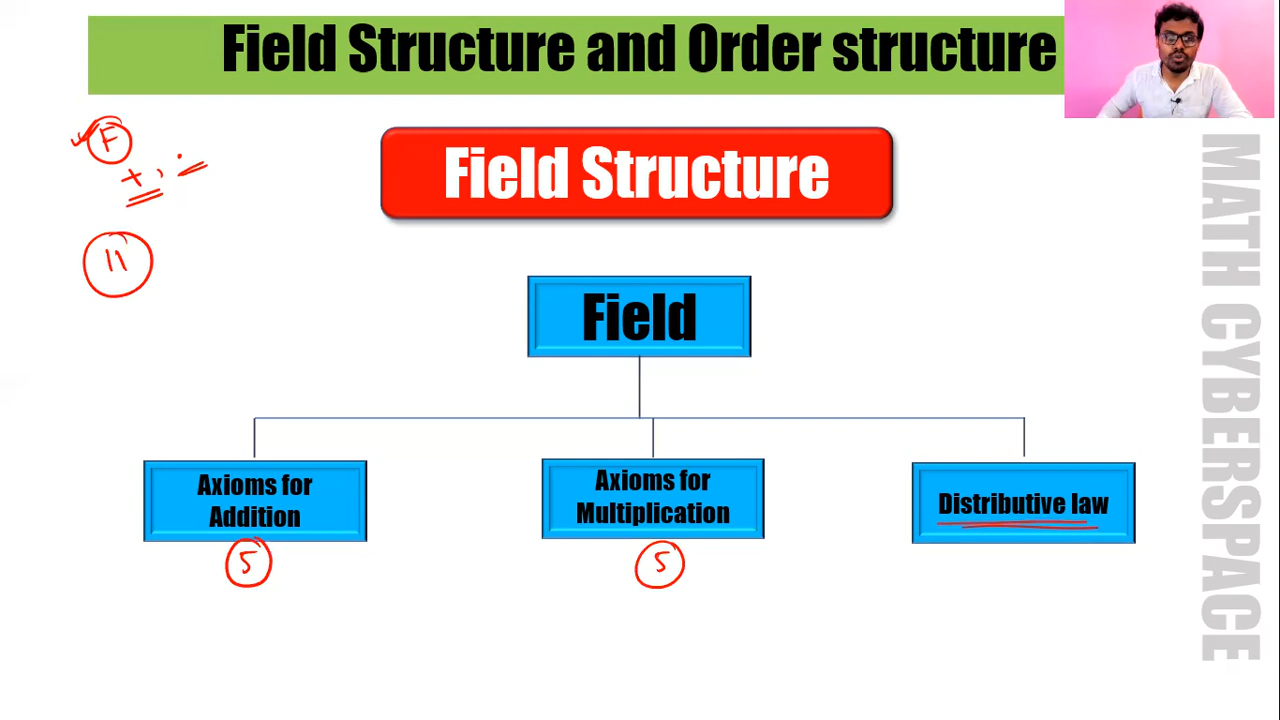 Field Structure and Order structure
F
+, .
Field Structure
11
Field
Axioms for
Addition
Axioms for
Multiplication
Distributive law
5
5
MATH CYBERSPACE